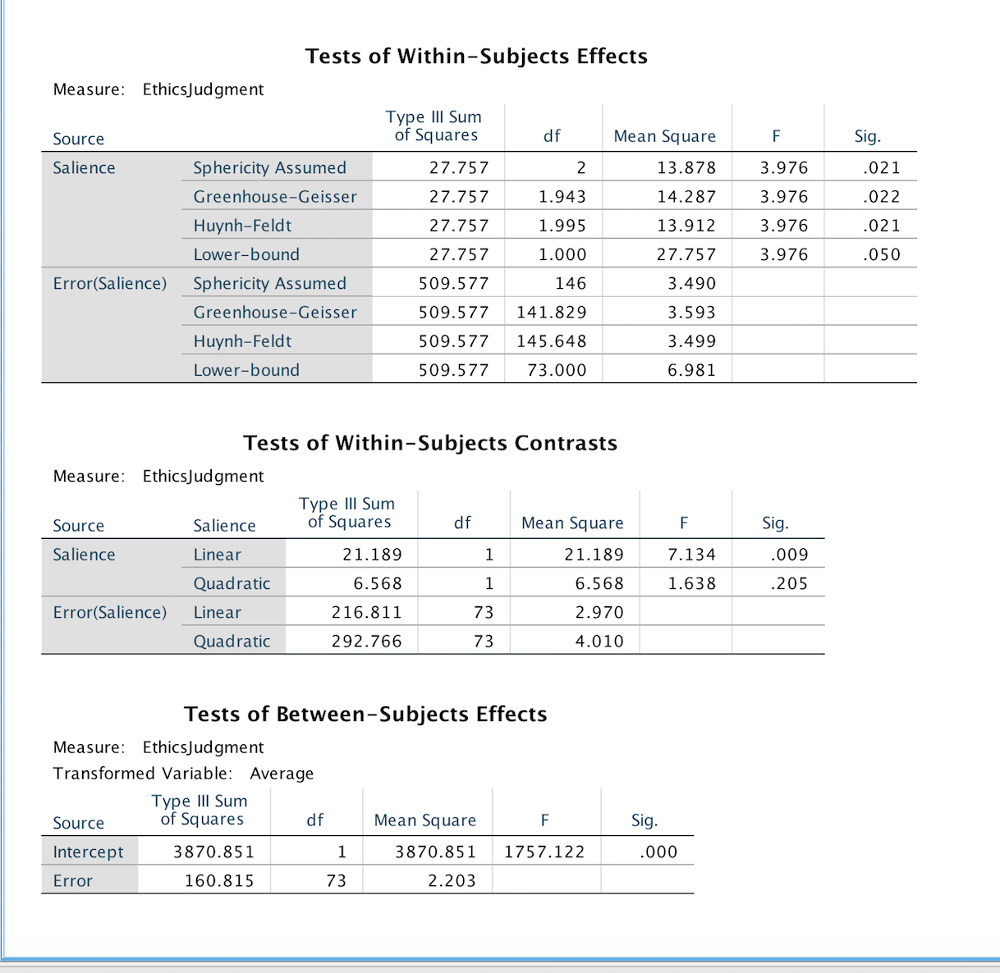 Tests of Within-Subjects Effects
Measure: EthicsJudgment
Source Type III Sum of Squares df Mean Square F Sig.
Salience Sphericity Assumed 27.757 2 13.878 3.976 .021
Greenhouse-Geisser 27.757 1.943 14.287 3.976 .022
Huynh-Feldt 27.757 1.995 13.912 3.976 .021
Lower-bound 27.757 1.000 27.757 3.976 .050
Error(Salience) Sphericity Assumed 509.577 146 3.490
Greenhouse-Geisser 509.577 141.829 3.593
Huynh-Feldt 509.577 145.648 3.499
Lower-bound 509.577 73.000 6.981
Tests of Within-Subjects Contrasts
Measure: EthicsJudgment
Source Salience Type III Sum of Squares df Mean Square F Sig.
Salience Linear 21.189 1 21.189 7.134 .009
Quadratic 6.568 1 6.568 1.638 .205
Error(Salience) Linear 216.811 73 2.970
Quadratic 292.766 73 4.010
Tests of Between-Subjects Effects
Measure: EthicsJudgment
Transformed Variable: Average
Source Type III Sum of Squares df Mean Square F Sig.
Intercept 3870.851 1 3870.851 1757.122 .000
Error 160.815 73 2.203